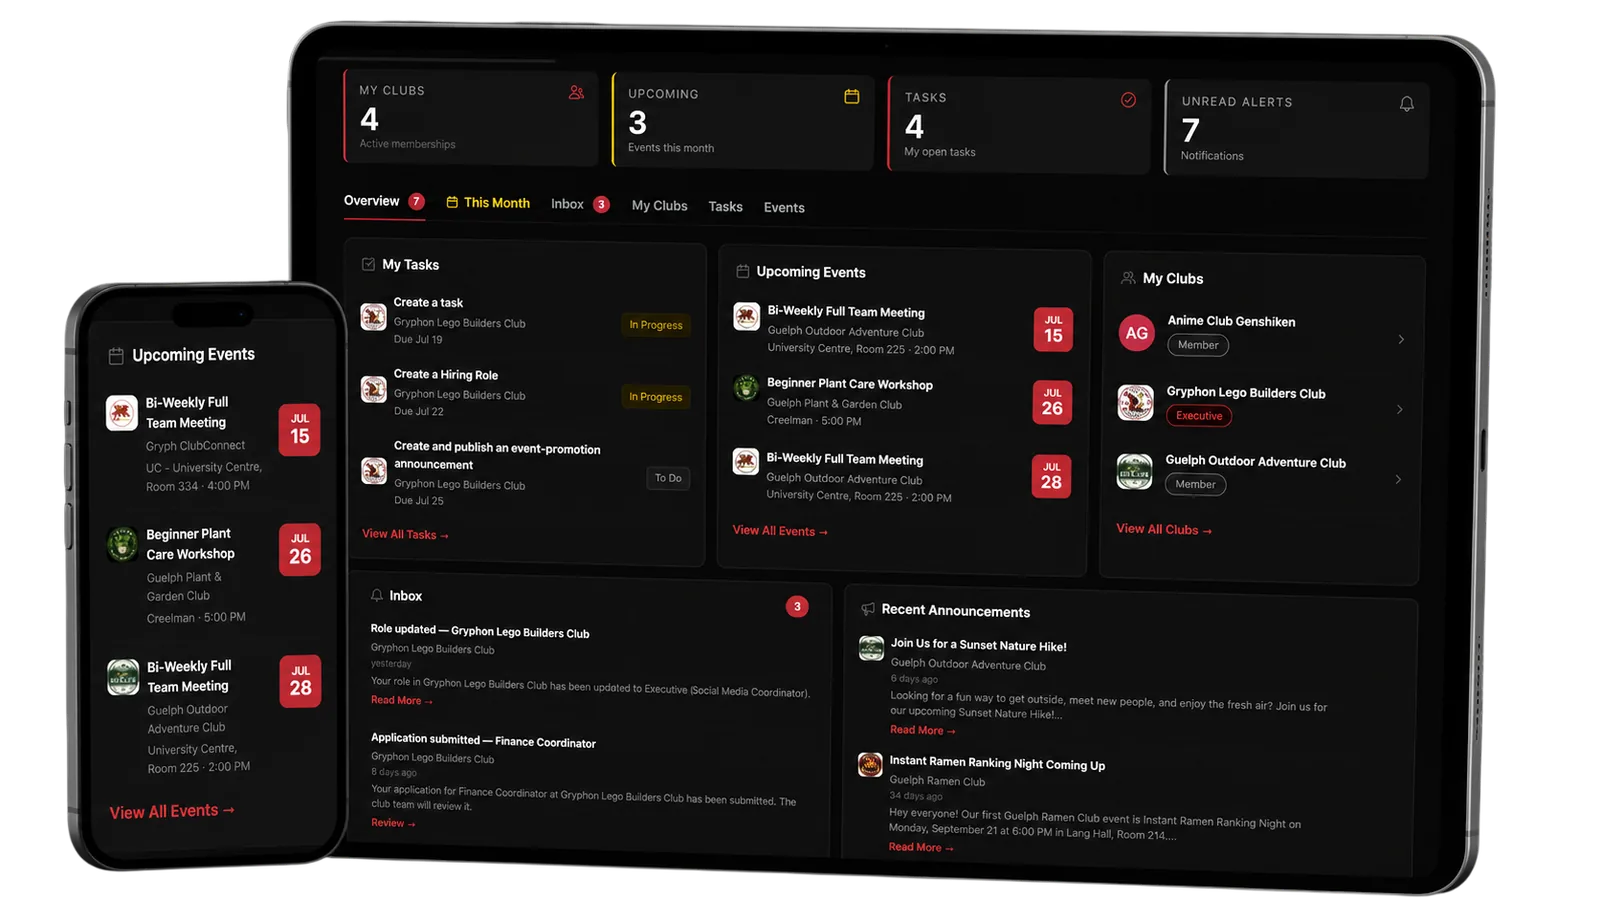 MY CLUBS
4
Active memberships
UPCOMING
3
Events this month
TASKS
4
My open tasks
UNREAD ALERTS
7
Notifications
Overview 7
This Month
Inbox 3
My Clubs
Tasks
Events
My Tasks
Create a task
Gryphon Lego Builders Club
Due Jul 19
In Progress
Create a Hiring Role
Gryphon Lego Builders Club
Due Jul 22
In Progress
Create and publish an event-promotion
announcement
Gryphon Lego Builders Club
Due Jul 25
To Do
View All Tasks →
Upcoming Events
Bi-Weekly Full Team Meeting
Guelph Outdoor Adventure Club
University Centre, Room 225 · 2:00 PM
JUL
15
Beginner Plant Care Workshop
Guelph Plant & Garden Club
Creelman · 5:00 PM
JUL
26
Bi-Weekly Full Team Meeting
Guelph Outdoor Adventure Club
University Centre, Room 225 · 2:00 PM
JUL
28
View All Events →
My Clubs
AG
Anime Club Genshiken
Member
Gryphon Lego Builders Club
Executive
Guelph Outdoor Adventure Club
Member
View All Clubs →
Inbox
3
Role updated — Gryphon Lego Builders Club
Gryphon Lego Builders Club
yesterday
Your role in Gryphon Lego Builders Club has been updated to Executive (Social Media Coordinator).
Read More →
Application submitted — Finance Coordinator
Gryphon Lego Builders Club
8 days ago
Your application for Finance Coordinator at Gryphon Lego Builders Club has been submitted. The
club team will review it.
Review →
Recent Announcements
Join Us for a Sunset Nature Hike!
Guelph Outdoor Adventure Club
6 days ago
Looking for a fun way to get outside, meet new people, and enjoy the fresh air? Join us for
our upcoming Sunset Nature Hike!...
Read More →
Instant Ramen Ranking Night Coming Up
Guelph Ramen Club
34 days ago
Hey everyone! Our first Guelph Ramen Club event is Instant Ramen Ranking Night on
Monday, September 21 at 6:00 PM in Lang Hall, Room 214....
Read More →
Upcoming Events
Bi-Weekly Full
Team Meeting
Gryph ClubConnect
UC - University Centre,
Room 334 · 4:00 PM
JUL
15
Beginner Plant
Care Workshop
Guelph Plant &
Garden Club
Creelman · 5:00 PM
JUL
26
Bi-Weekly Full
Team Meeting
Guelph Outdoor
Adventure Club
University Centre,
Room 225 · 2:00 PM
JUL
28
View All Events →